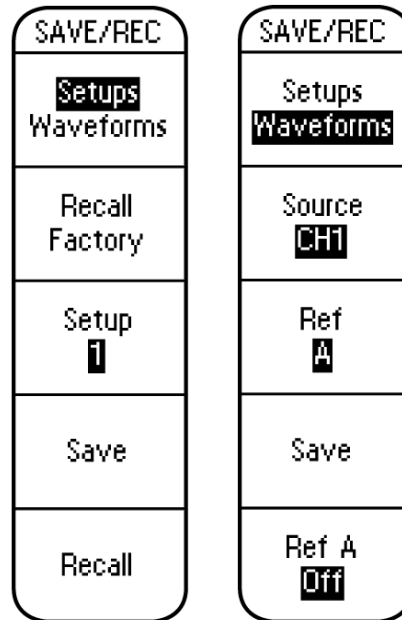 SAVE/REC
Setups
Waveforms
Recall
Factory
Setup
1
Save
Recall
SAVE/REC
Setups
Waveforms
Source
CH1
Ref
A
Save
Ref A
Off